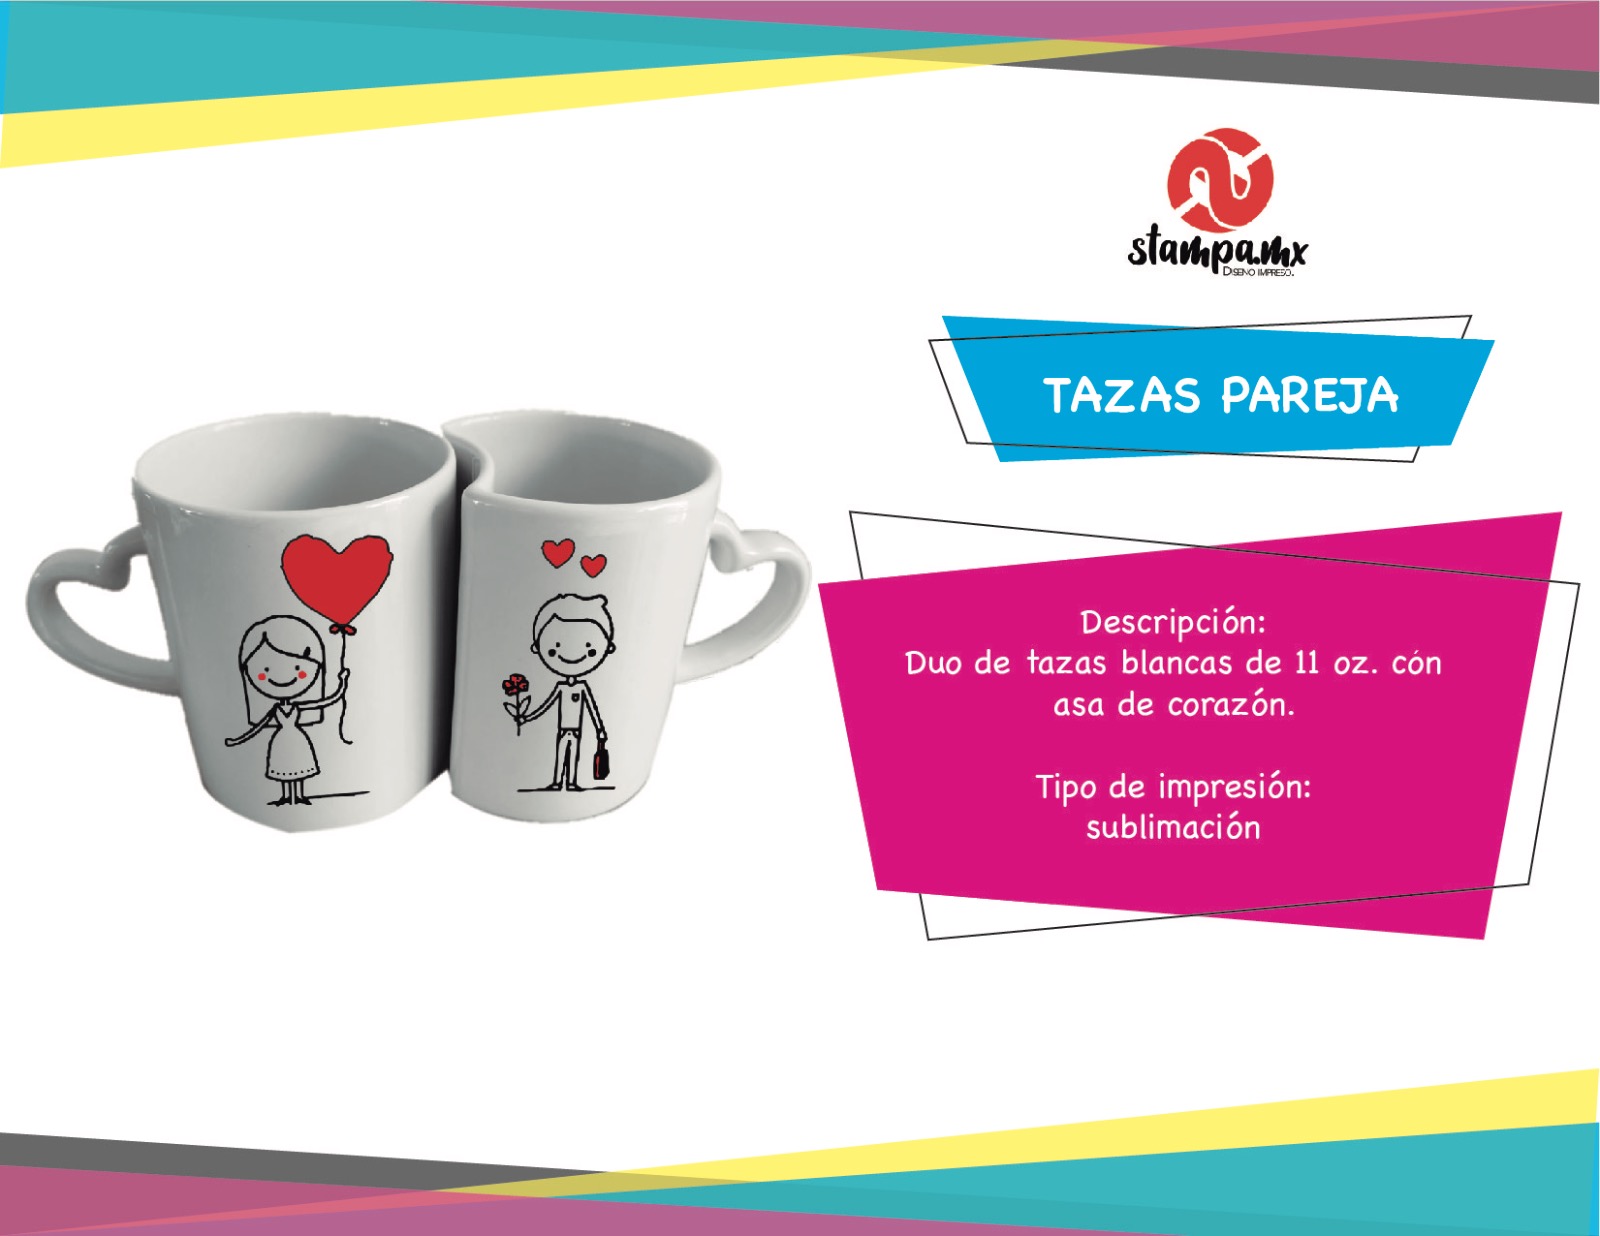 stampa.mx
DISEÑO IMPRESO.
TAZAS PAREJA
Descripción:
Duo de tazas blancas de 11 oz. cón
asa de corazón.
Tipo de impresión:
sublimación